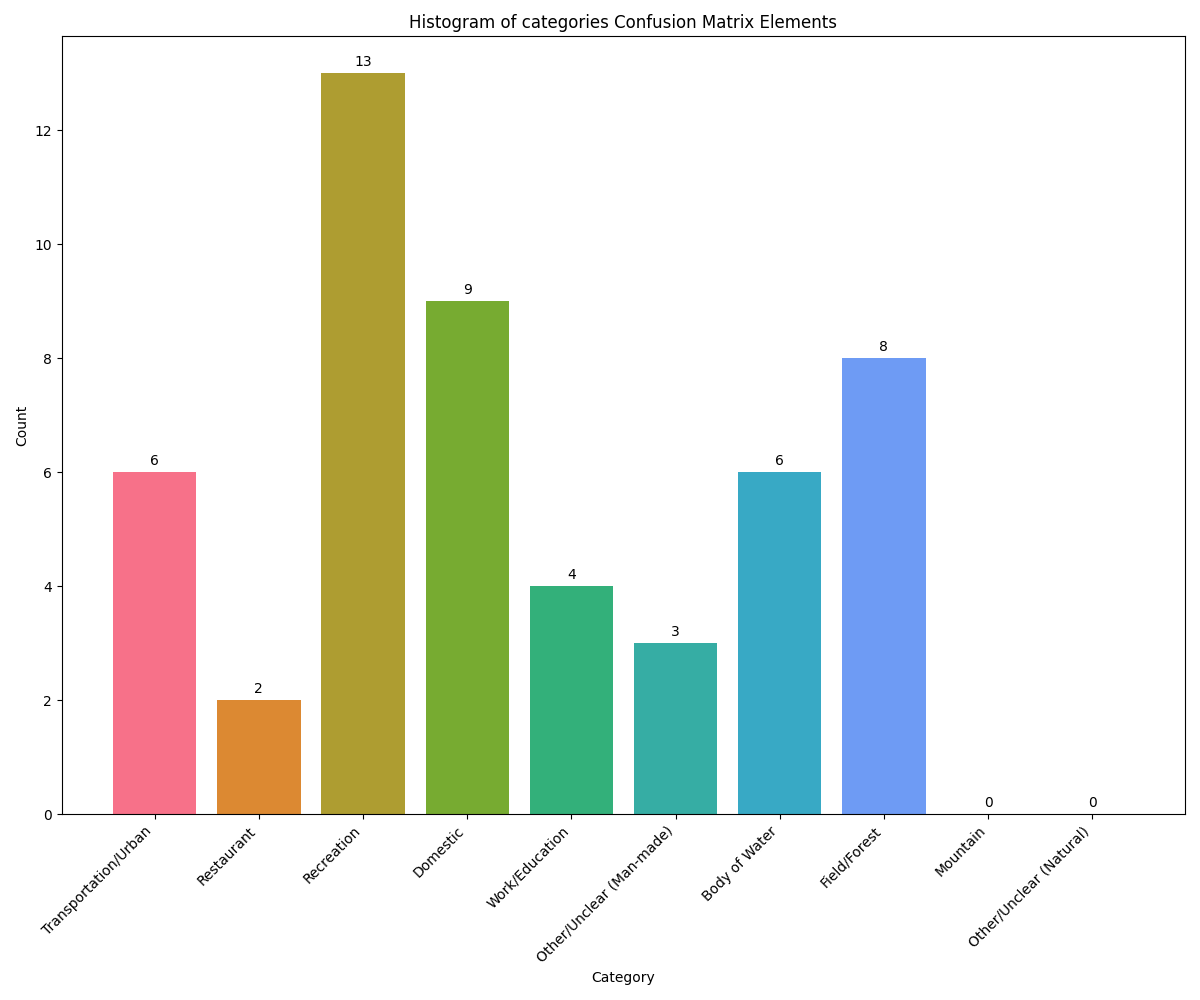 Histogram of categories Confusion Matrix Elements
Count
12
10
8
6
4
2
0
6
2
13
9
4
3
6
8
0
0
Transportation/Urban
Restaurant
Recreation
Domestic
Work/Education
Other/Unclear (Man-made)
Body of Water
Field/Forest
Mountain
Other/Unclear (Natural)
Category